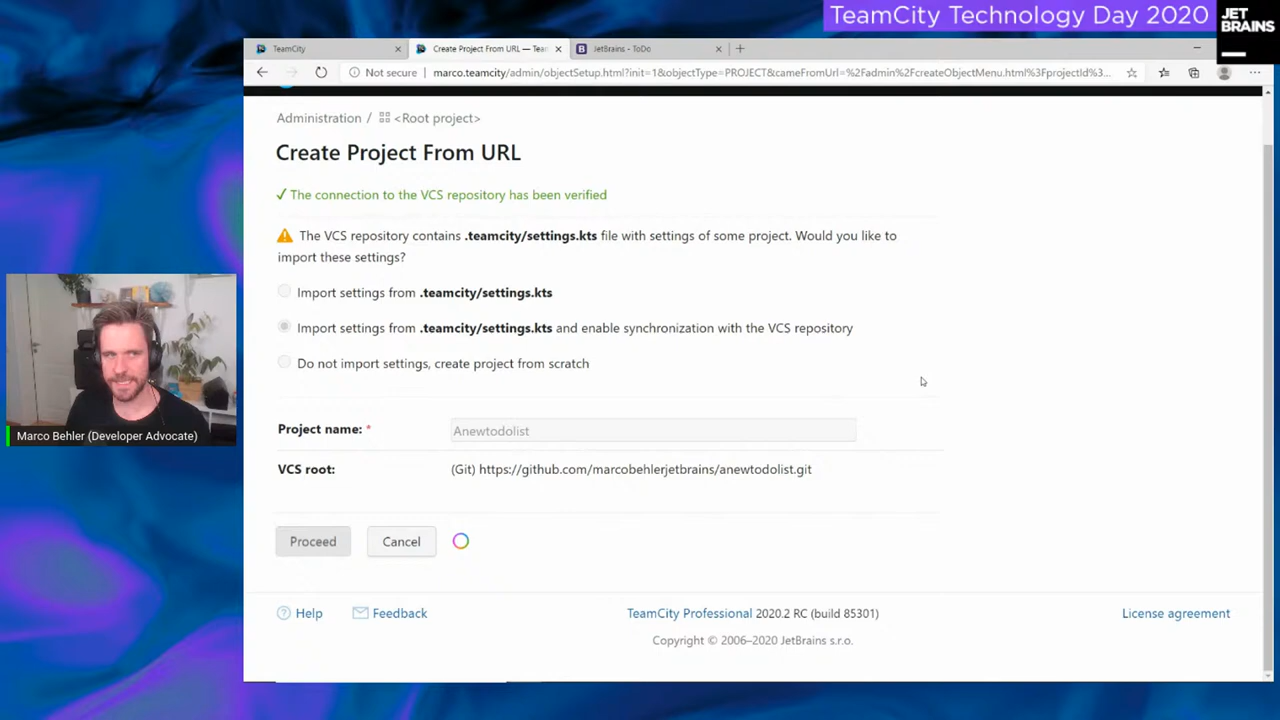 TeamCity Technology Day 2020
JET
BRAINS
TeamCity
Create Project From URL — Team
JetBrains - ToDo
Not secure
marco.teamcity/admin/objectSetup.html?init=1&objectType=PROJECT&cameFromUrl=%2Fadmin%2FcreateObjectMenu.html%3FprojectId%3...
Administration / <Root project>
Create Project From URL
The connection to the VCS repository has been verified
The VCS repository contains .teamcity/settings.kts file with settings of some project. Would you like to
import these settings?
Import settings from .teamcity/settings.kts
Import settings from .teamcity/settings.kts and enable synchronization with the VCS repository
Do not import settings, create project from scratch
Project name: *
Anewtodolist
VCS root:
(Git) https://github.com/marcobehlerjetbrains/anewtodolist.git
Proceed
Cancel
Marco Behler (Developer Advocate)
Help
Feedback
TeamCity Professional 2020.2 RC (build 85301)
License agreement
Copyright © 2006–2020 JetBrains s.r.o.